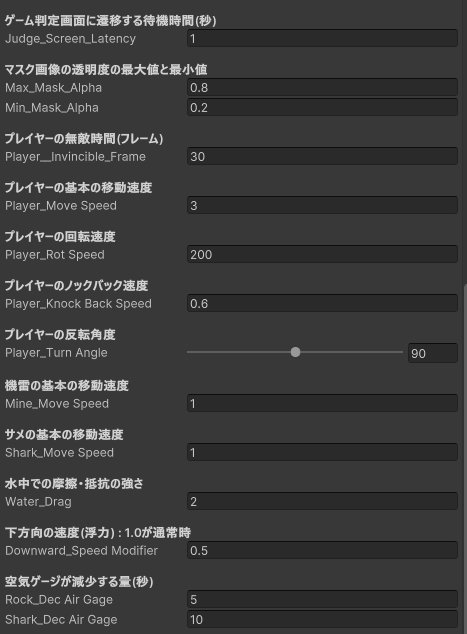 ゲーム判定画面に遷移する待機時間(秒)
Judge_Screen_Latency 1
マスク画像の透明度の最大値と最小値
Max_Mask_Alpha 0.8
Min_Mask_Alpha 0.2
プレイヤーの無敵時間(フレーム)
Player__Invincible_Frame 30
プレイヤーの基本の移動速度
Player_Move Speed 3
プレイヤーの回転速度
Player_Rot Speed 200
プレイヤーのノックバック速度
Player_Knock Back Speed 0.6
プレイヤーの反転角度
Player_Turn Angle 90
機雷の基本の移動速度
Mine_Move Speed 1
サメの基本の移動速度
Shark_Move Speed 1
水中での摩擦・抵抗の強さ
Water_Drag 2
下方向の速度(浮力) : 1.0が通常時
Downward_Speed Modifier 0.5
空気ゲージが減少する量(秒)
Rock_Dec Air Gage 5
Shark_Dec Air Gage 10